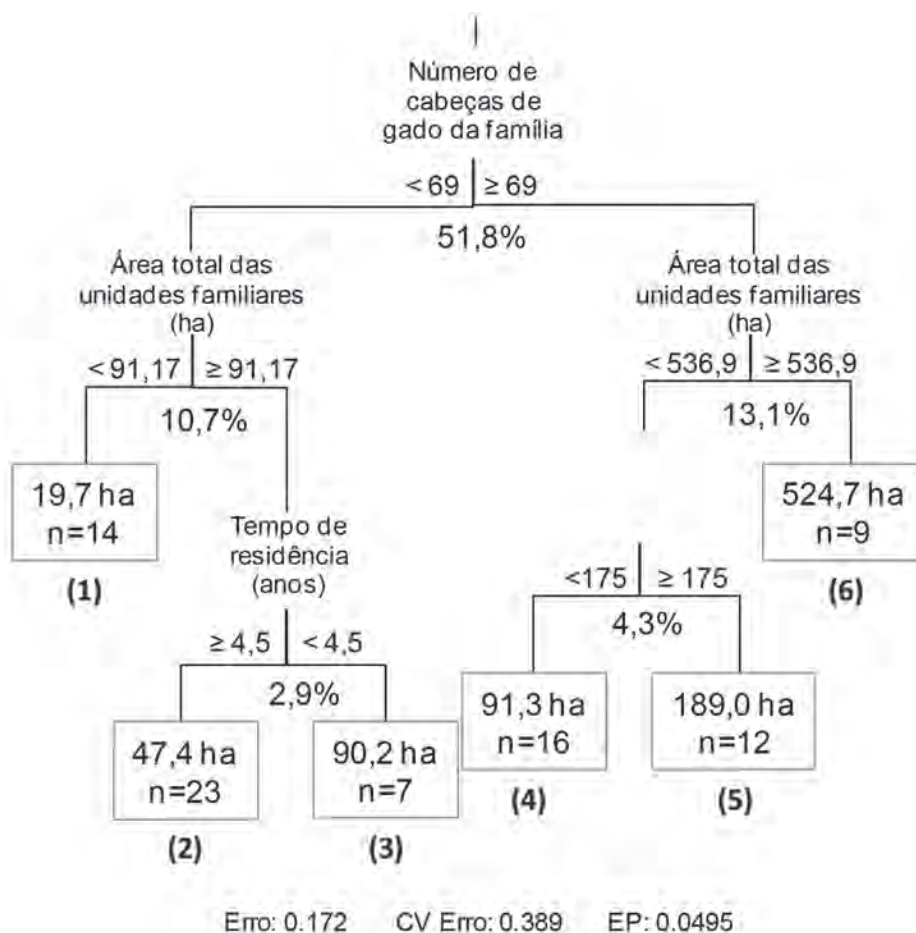 Número de
cabeças de
gado da família
< 69 ≥ 69
51,8%
Área total das
unidades familiares
(ha)
< 91,17 ≥ 91,17
10,7%
Área total das
unidades familiares
(ha)
< 536,9 ≥ 536,9
13,1%
19,7 ha
n=14
(1)
Tempo de
residência
(anos)
≥ 4,5 < 4,5
2,9%
<175 ≥ 175
4,3%
524,7 ha
n=9
(6)
47,4 ha
n=23
(2)
90,2 ha
n=7
(3)
91,3 ha
n=16
(4)
189,0 ha
n=12
(5)
Erro: 0.172 CV Erro: 0.389 EP: 0.0495